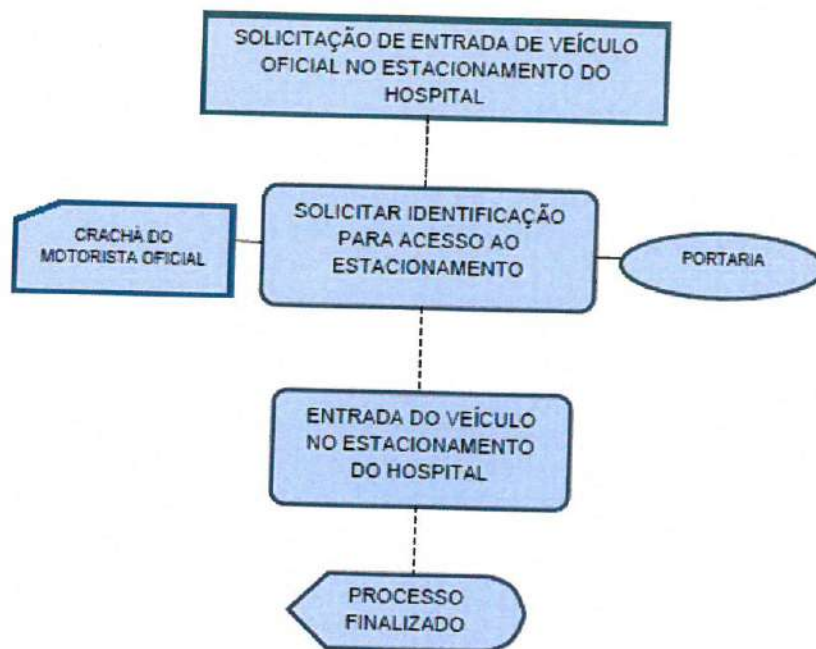 SOLICITAÇÃO DE ENTRADA DE VEÍCULO
OFICIAL NO ESTACIONAMENTO DO
HOSPITAL
SOLICITAR IDENTIFICAÇÃO
PARA ACESSO AO
ESTACIONAMENTO
CRACHÀ DO
MOTORISTA OFICIAL
PORTARIA
ENTRADA DO VEÍCULO
NO ESTACIONAMENTO
DO HOSPITAL
PROCESSO
FINALIZADO